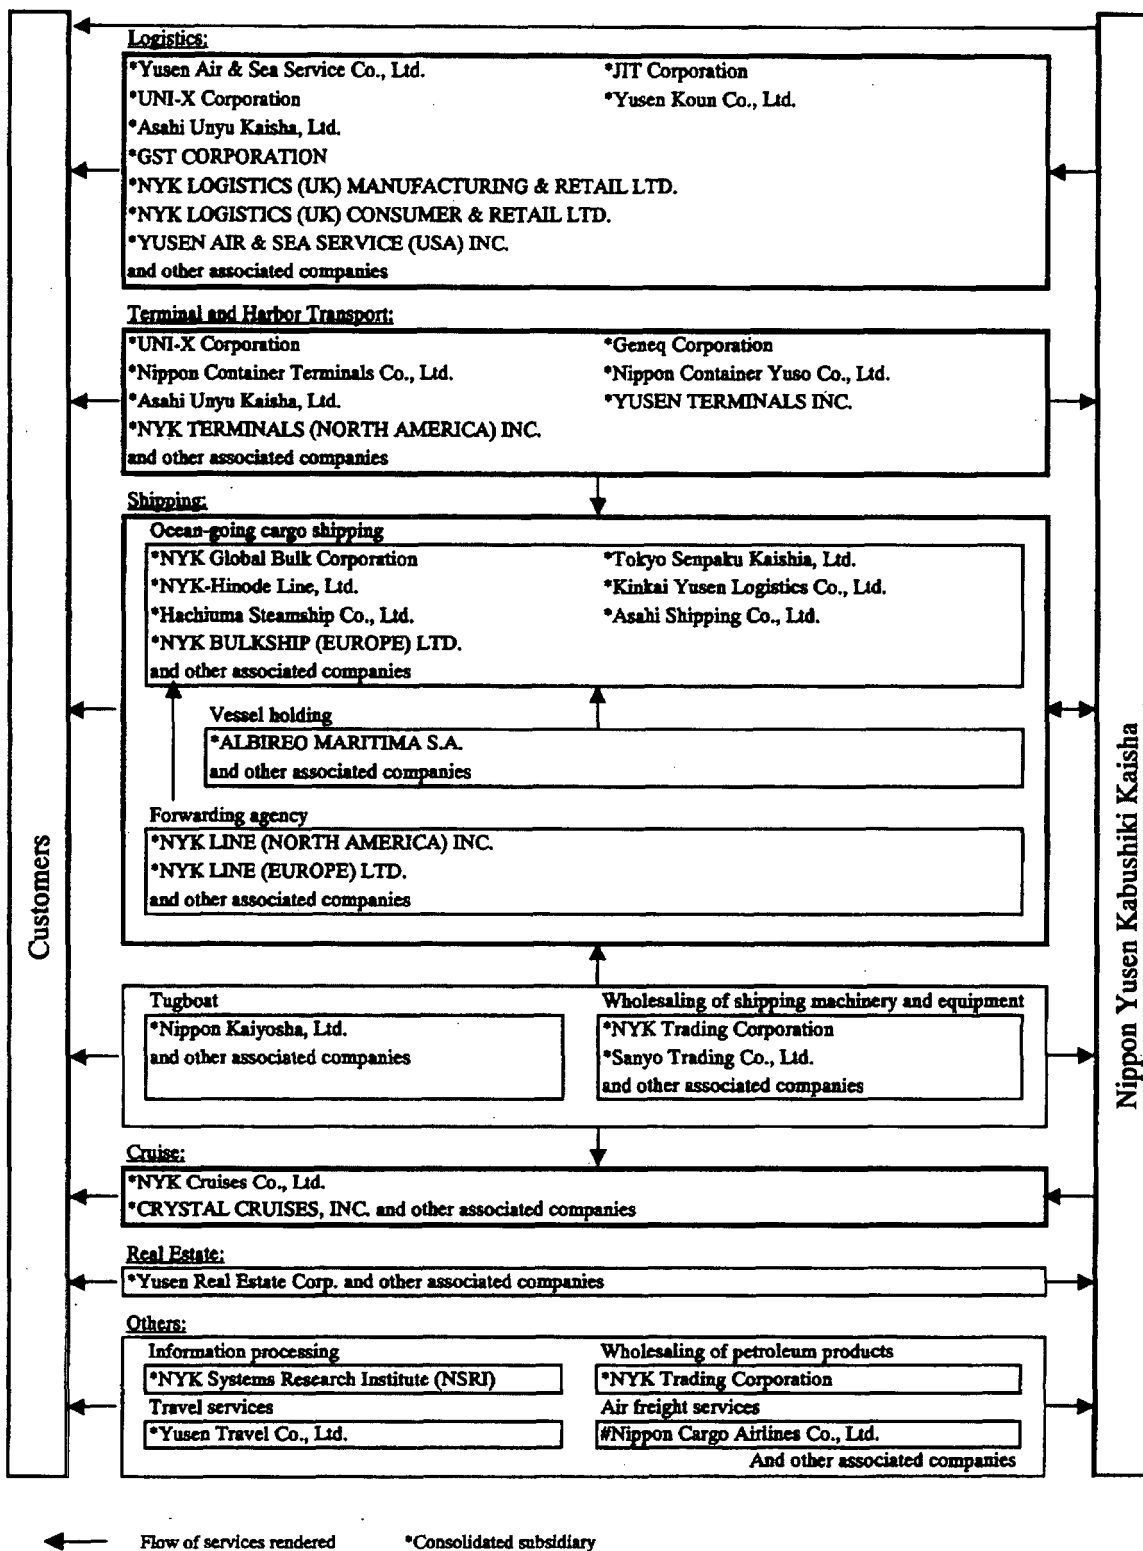 Logistics:
*Yusen Air & Sea Service Co., Ltd.
*JIT Corporation
*UNI-X Corporation
*Yusen Koun Co., Ltd.
*Asahi Unyu Kaisha, Ltd.
*GST CORPORATION
*NYK LOGISTICS (UK) MANUFACTURING & RETAIL LTD.
*NYK LOGISTICS (UK) CONSUMER & RETAIL LTD.
*YUSEN AIR & SEA SERVICE (USA) INC.
and other associated companies
Terminal and Harbor Transport:
*UNI-X Corporation
*Geneq Corporation
*Nippon Container Terminals Co., Ltd.
*Nippon Container Yuso Co., Ltd.
*Asahi Unyu Kaisha, Ltd.
*YUSEN TERMINALS INC.
*NYK TERMINALS (NORTH AMERICA) INC.
and other associated companies
Shipping:
Ocean-going cargo shipping
*NYK Global Bulk Corporation
*Tokyo Senpaku Kaishia, Ltd.
*NYK-Hinode Line, Ltd.
*Kinkai Yusen Logistics Co., Ltd.
*Hachiuma Steamship Co., Ltd.
*Asahi Shipping Co., Ltd.
*NYK BULKSHIP (EUROPE) LTD.
and other associated companies
Vessel holding
*ALBIREO MARITIMA S.A.
and other associated companies
Forwarding agency
*NYK LINE (NORTH AMERICA) INC.
*NYK LINE (EUROPE) LTD.
and other associated companies
Customers
Nippon Yusen Kabushiki Kaisha
Tugboat
Wholesaling of shipping machinery and equipment
*Nippon Kaiyosha, Ltd.
*NYK Trading Corporation
and other associated companies
*Sanyo Trading Co., Ltd.
and other associated companies
Cruise:
*NYK Cruises Co., Ltd.
*CRYSTAL CRUISES, INC. and other associated companies
Real Estate:
*Yusen Real Estate Corp. and other associated companies
Others:
Information processing
Wholesaling of petroleum products
*NYK Systems Research Institute (NSRI)
*NYK Trading Corporation
Travel services
Air freight services
*Yusen Travel Co., Ltd.
#Nippon Cargo Airlines Co., Ltd.
And other associated companies
Flow of services rendered
*Consolidated subsidiary